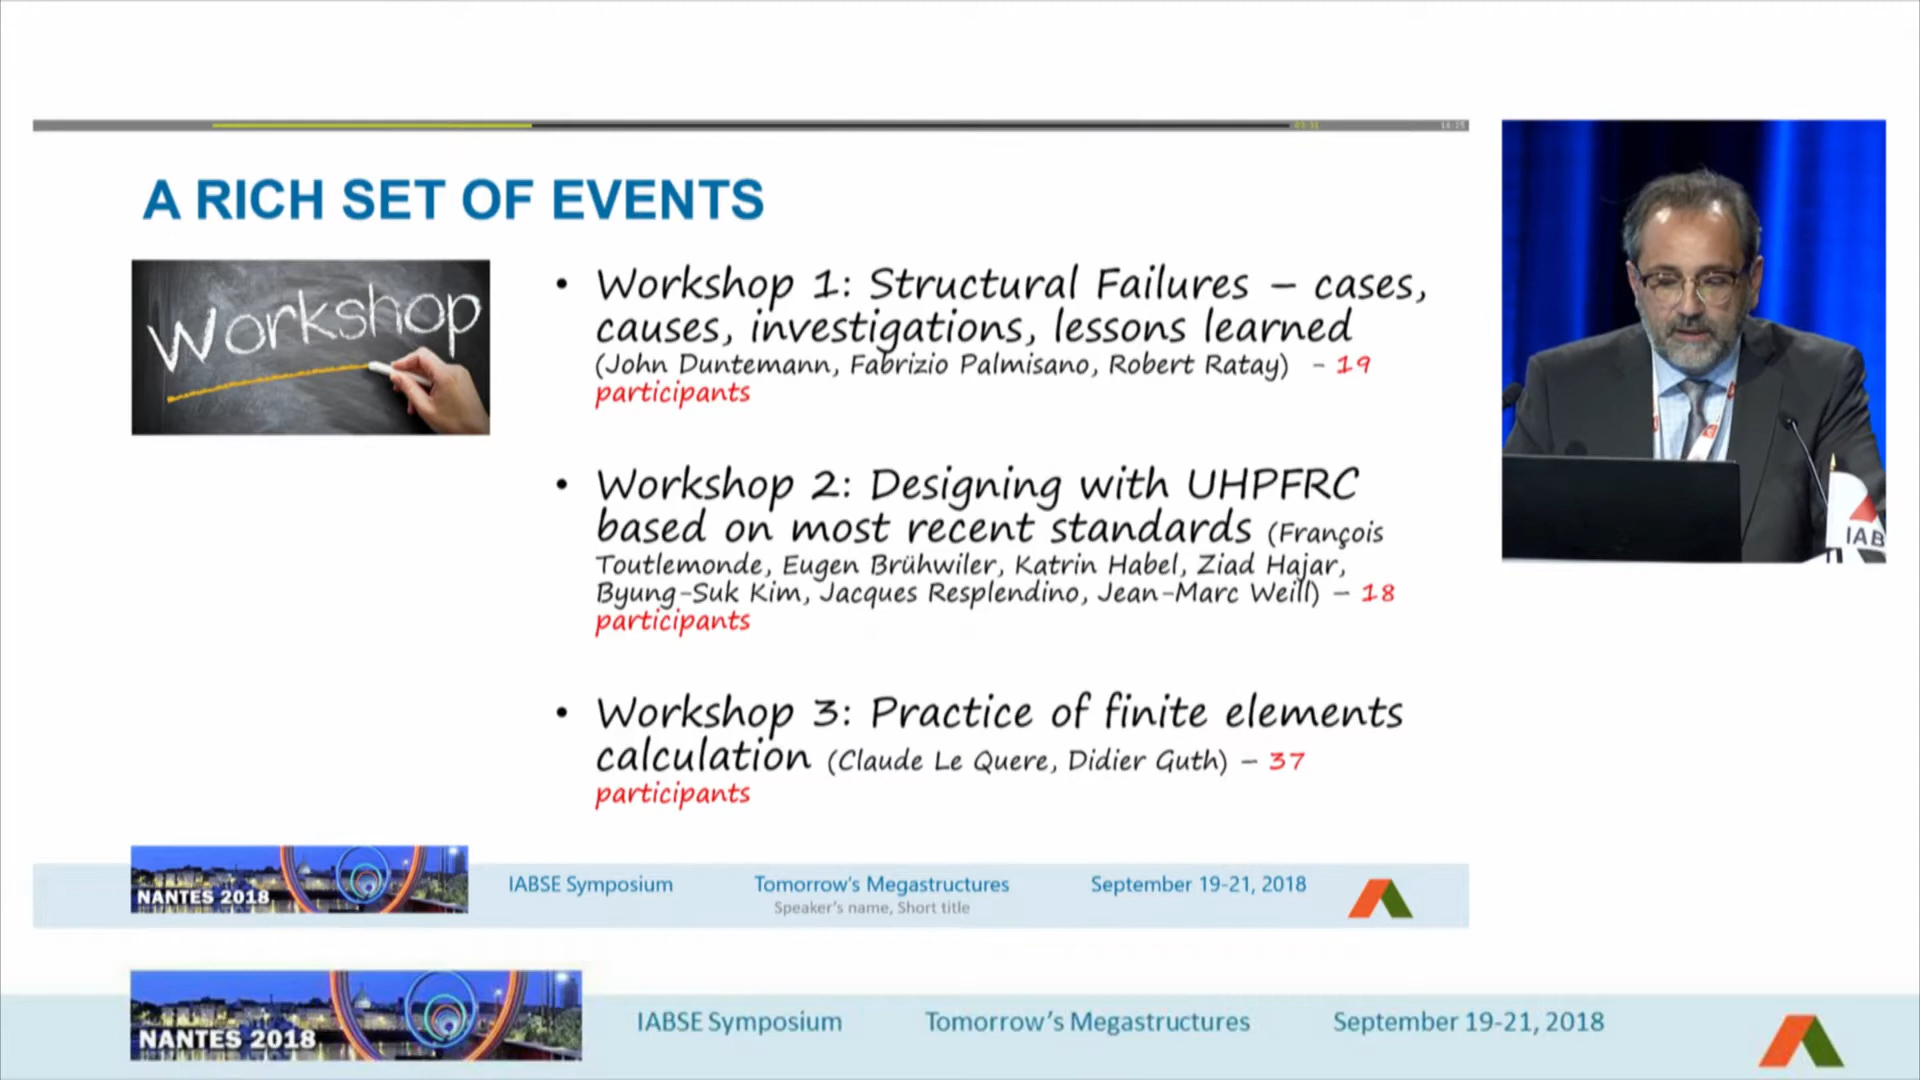 03:31
16:25
A RICH SET OF EVENTS
Workshop
• Workshop 1: Structural Failures – cases,
causes, investigations, lessons learned
(John Duntemann, Fabrizio Palmisano, Robert Ratay) – 19
participants
• Workshop 2: Designing with UHPFRC
based on most recent standards (François
Toutlemonde, Eugen Brühwiler, Katrin Habel, Ziad Hajar,
Byung-Suk Kim, Jacques Resplendino, Jean-Marc Weill) – 18
participants
• Workshop 3: Practice of finite elements
calculation (Claude Le Quere, Didier Guth) – 37
participants
IAB
NANTES 2018
IABSE Symposium
Tomorrow's Megastructures
September 19-21, 2018
Speaker's name, Short title
NANTES 2018
IABSE Symposium
Tomorrow's Megastructures
September 19-21, 2018